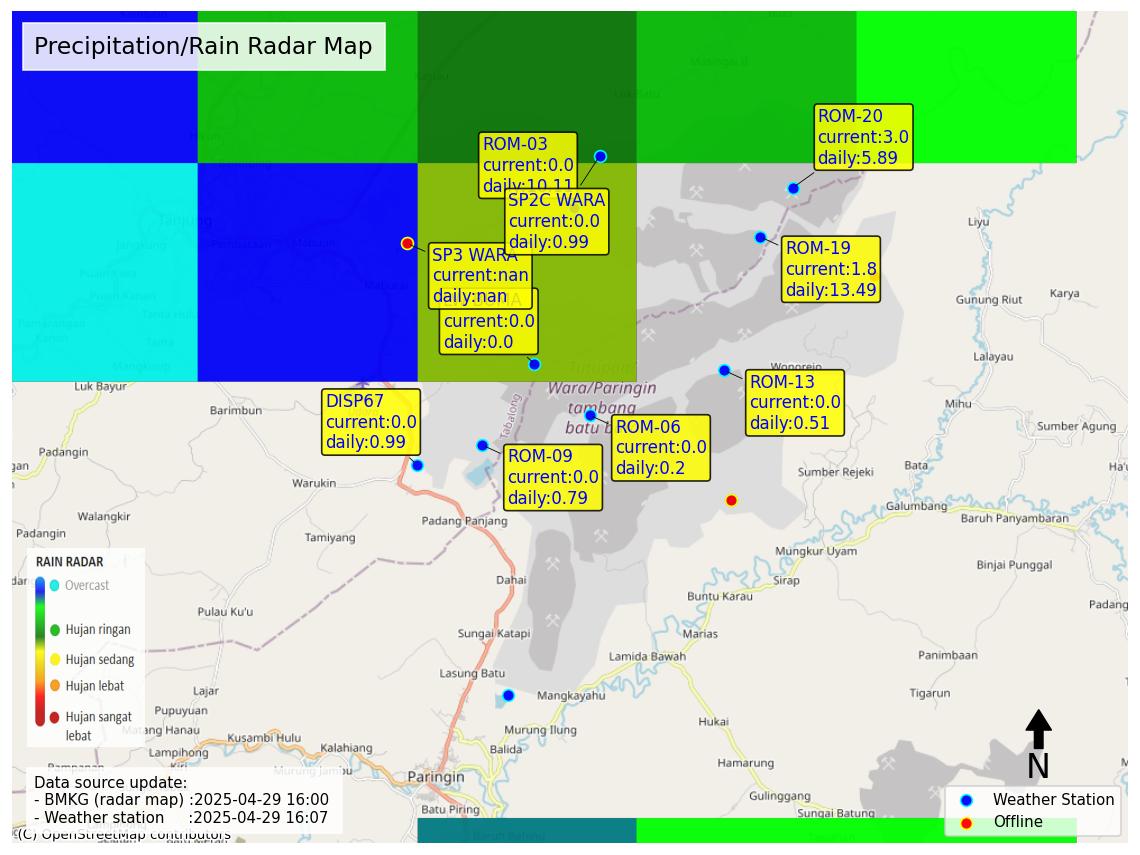 Precipitation/Rain Radar Map
ROM-20
current:3.0
daily:5.89
ROM-03
current:0.0
daily:10.11
SP2C WARA
current:0.0
daily:0.99
Liyu
ROM-19
current:1.8
daily:13.49
SP3 WARA
current:nan
daily:nan
current:0.0
daily:0.0
Tanjung
Gunung Riut
Karya
Lalayau
Wonorejo
Luk Bayur
Barimbun
Wara/Paringin
tambang
batu b
Tabalong
ROM-13
current:0.0
daily:0.51
DISP67
current:0.0
daily:0.99
ROM-06
current:0.0
daily:0.2
ROM-09
current:0.0
daily:0.79
Mihu
Sumber Agung
Padangin
Warukin
Sumber Rejeki
Bata
Galumbang
Baruh Panyambaran
Walangkir
Padangin
Tamiyang
Padang Panjang
Mungkur Uyam
Binjai Punggal
Dahai
Sirap
Buntu Karau
Padang
Pulau Ku'u
Sungai Katapi
Marias
Lamida Bawah
Panimbaan
Lasung Batu
Mangkayahu
Tigarun
Lajar
Pupuyuan
Matang Hanau
Kusambi Hulu
Lampihong
Kalahiang
Murung Ilung
Balida
Hukai
Hamarung
Murung Jambu
Paringin
Batu Piring
Gulinggang
Sungai Batung
RAIN RADAR
Overcast
Hujan ringan
Hujan sedang
Hujan lebat
Hujan sangat
lebat
Data source update:
- BMKG (radar map) :2025-04-29 16:00
- Weather station :2025-04-29 16:07
(C) OpenStreetMap contributors
N
Weather Station
Offline